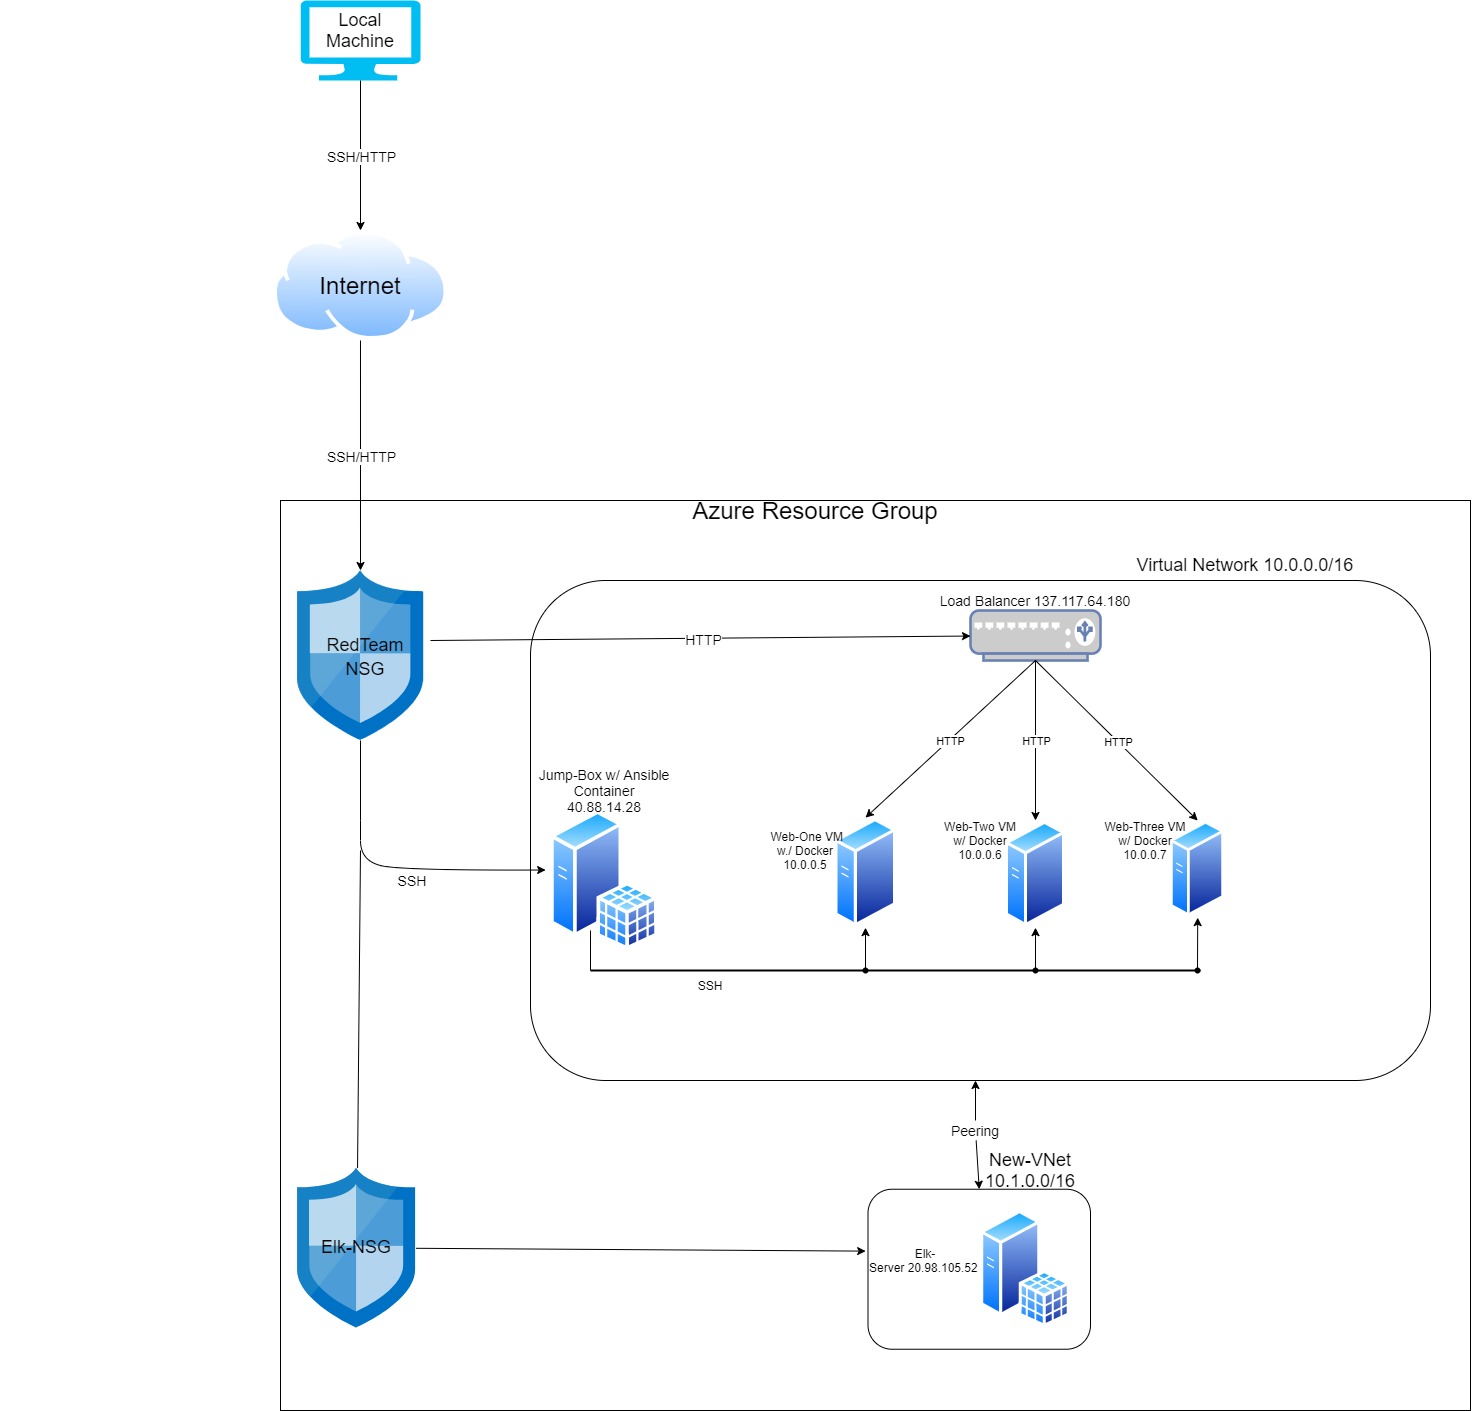 Local
Machine
SSH/HTTP
Internet
SSH/HTTP
Azure Resource Group
Virtual Network 10.0.0.0/16
Load Balancer 137.117.64.180
RedTeam
NSG
HTTP
HTTP
HTTP
HTTP
Jump-Box w/ Ansible
Container
40.88.14.28
Web-One VM
w./ Docker
10.0.0.5
Web-Two VM
w/ Docker
10.0.0.6
Web-Three VM
w/ Docker
10.0.0.7
SSH
SSH
Peering
New-VNet
10.1.0.0/16
Elk-NSG
Elk-
Server 20.98.105.52